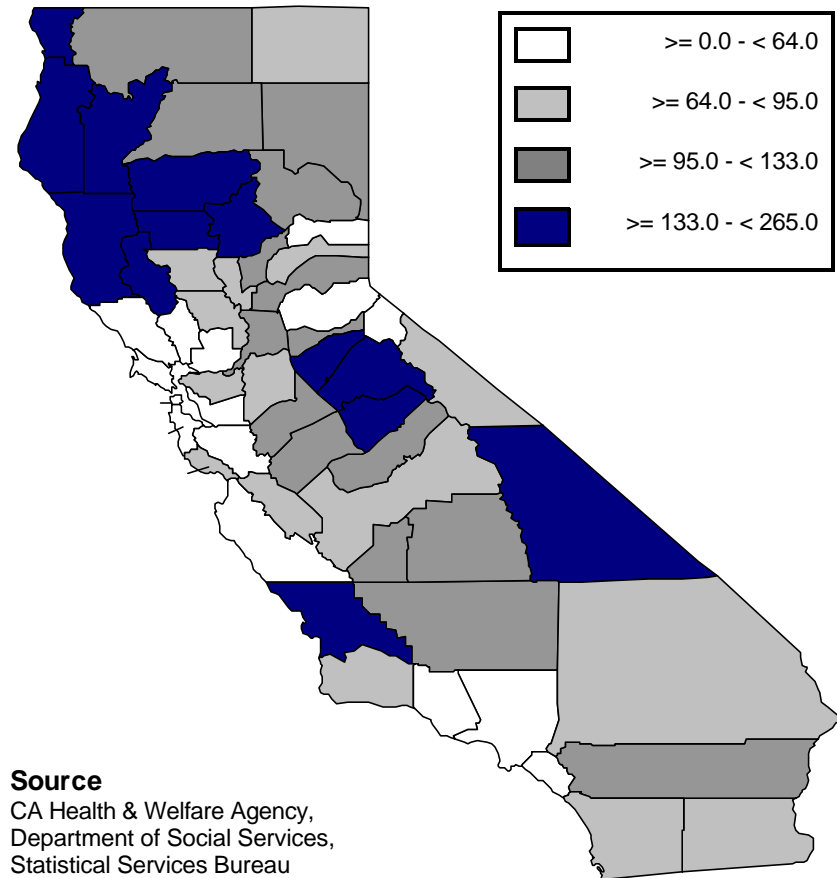 >= 0.0 - < 64.0
>= 64.0 - < 95.0
>= 95.0 - < 133.0
>= 133.0 - < 265.0
Source
CA Health & Welfare Agency,
Department of Social Services,
Statistical Services Bureau